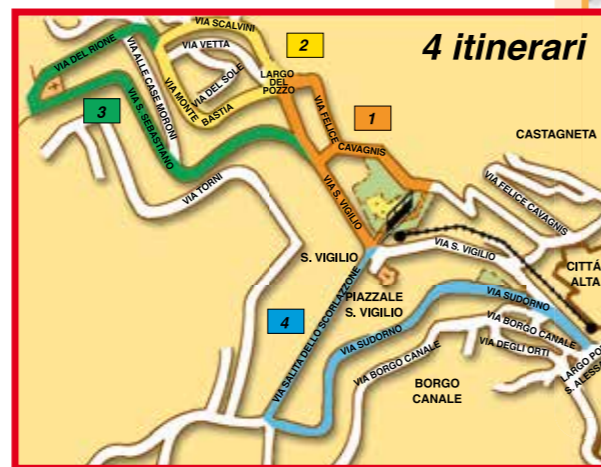 4 itinerari
VIA SCALVINI
VIA DEL RIONE
VIA VETTA
2
VIA ALLE CASE MORONI
LARGO
DEL
POZZO
VIA DEL SOLE
VIA MONTE
BASTIA
3
VIA S. SEBASTIANO
VIA FELICE
CAVAGNIS
1
CASTAGNETA
VIA FELICE CAVAGNIS
VIA TORNI
VIA S. VIGILIO
VIA S. VIGILIO
S. VIGILIO
CITTÁ
ALTA
PIAZZALE
S. VIGILIO
VIA SUDORNO
4
VIA SALITA DELLO SCORLAZZONE
VIA SUDORNO
VIA BORGO CANALE
VIA DEGLI ORTI
VIA BORGO CANALE
BORGO
CANALE
LARGO
S.